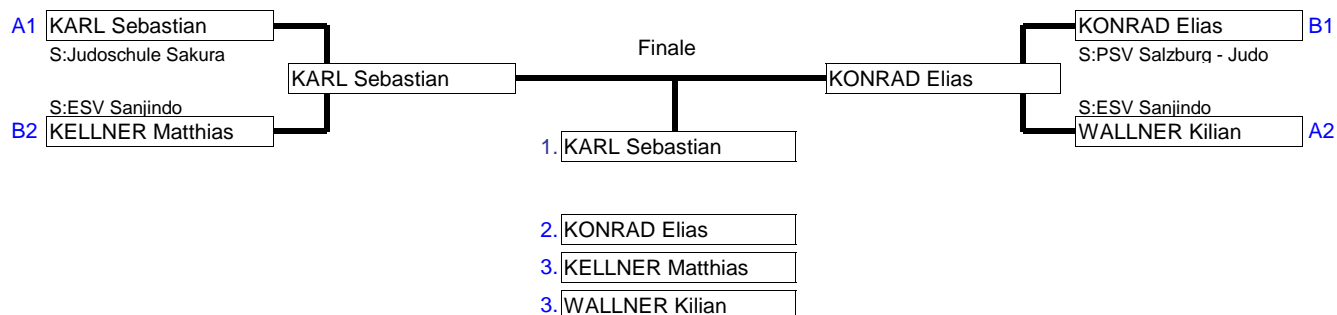 A1 KARL Sebastian KONRAD Elias B1
S:Judoschule Sakura Finale S:PSV Salzburg - Judo
KARL Sebastian KONRAD Elias
S:ESV Sanjindo S:ESV Sanjindo
B2 KELLNER Matthias WALLNER Kilian A2
1. KARL Sebastian
2. KONRAD Elias
3. KELLNER Matthias
3. WALLNER Kilian